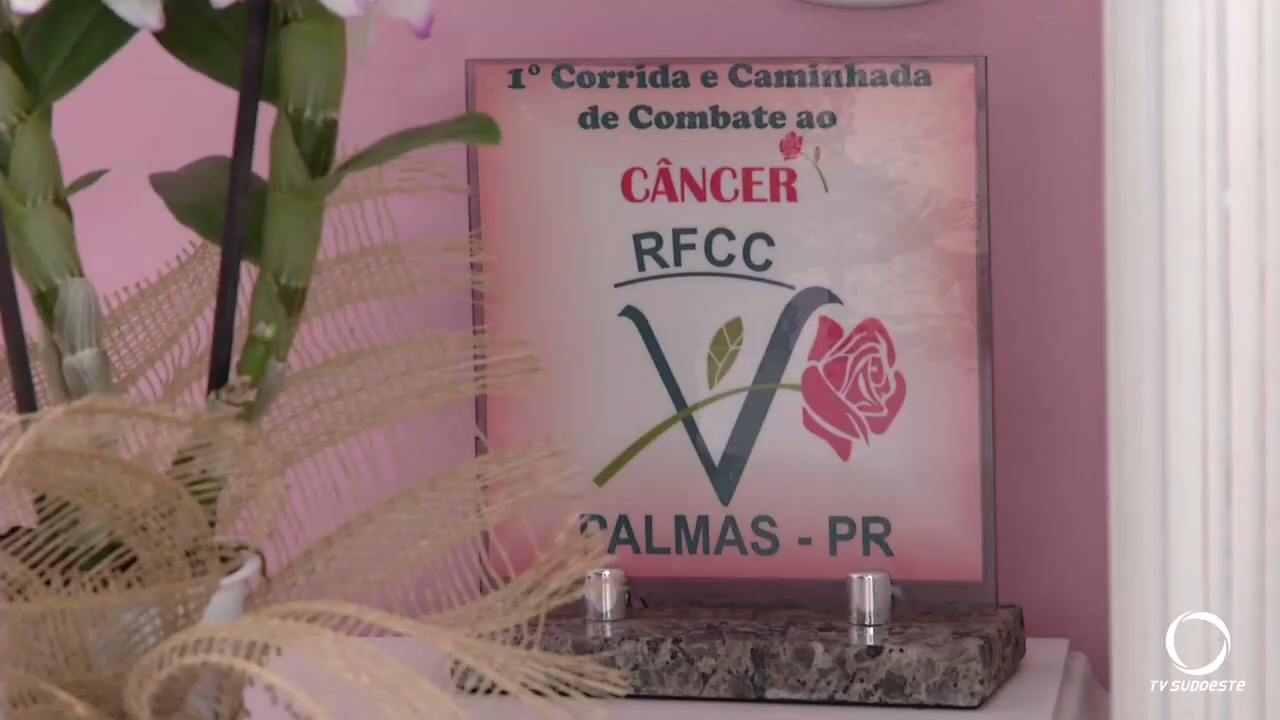 1º Corrida e Caminhada
de Combate ao
CÂNCER
RFCC
V
PALMAS - PR
TV SUDOESTE